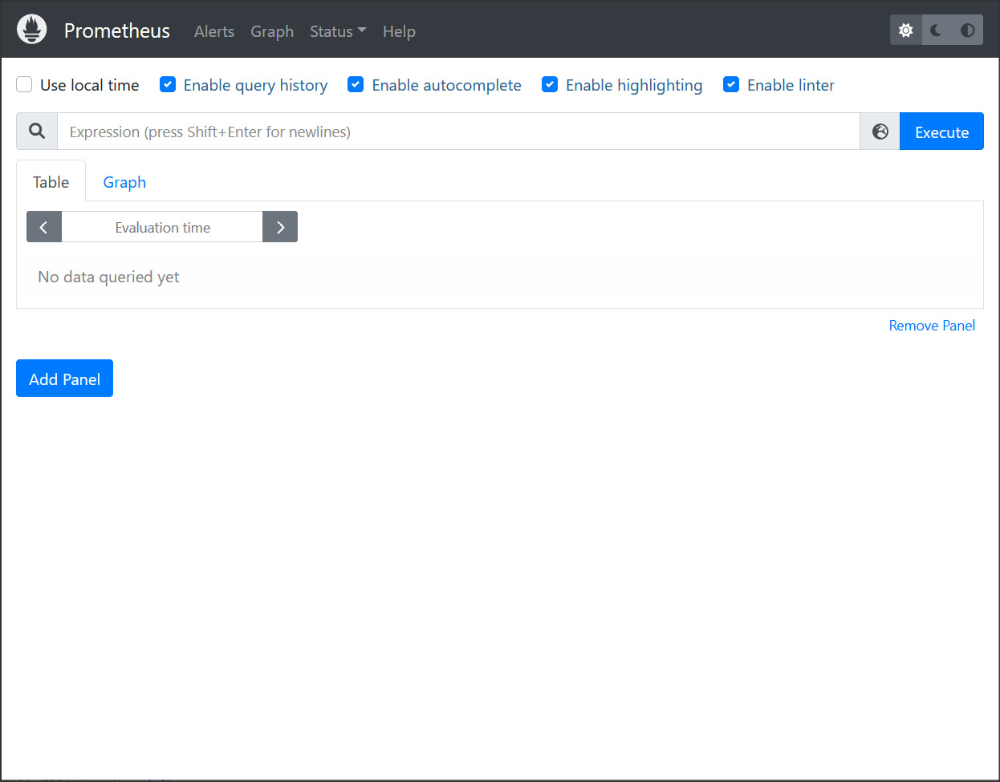 Prometheus Alerts Graph Status Help
Use local time Enable query history Enable autocomplete Enable highlighting Enable linter
Expression (press Shift+Enter for newlines) Execute
Table Graph
Evaluation time
No data queried yet
Remove Panel
Add Panel